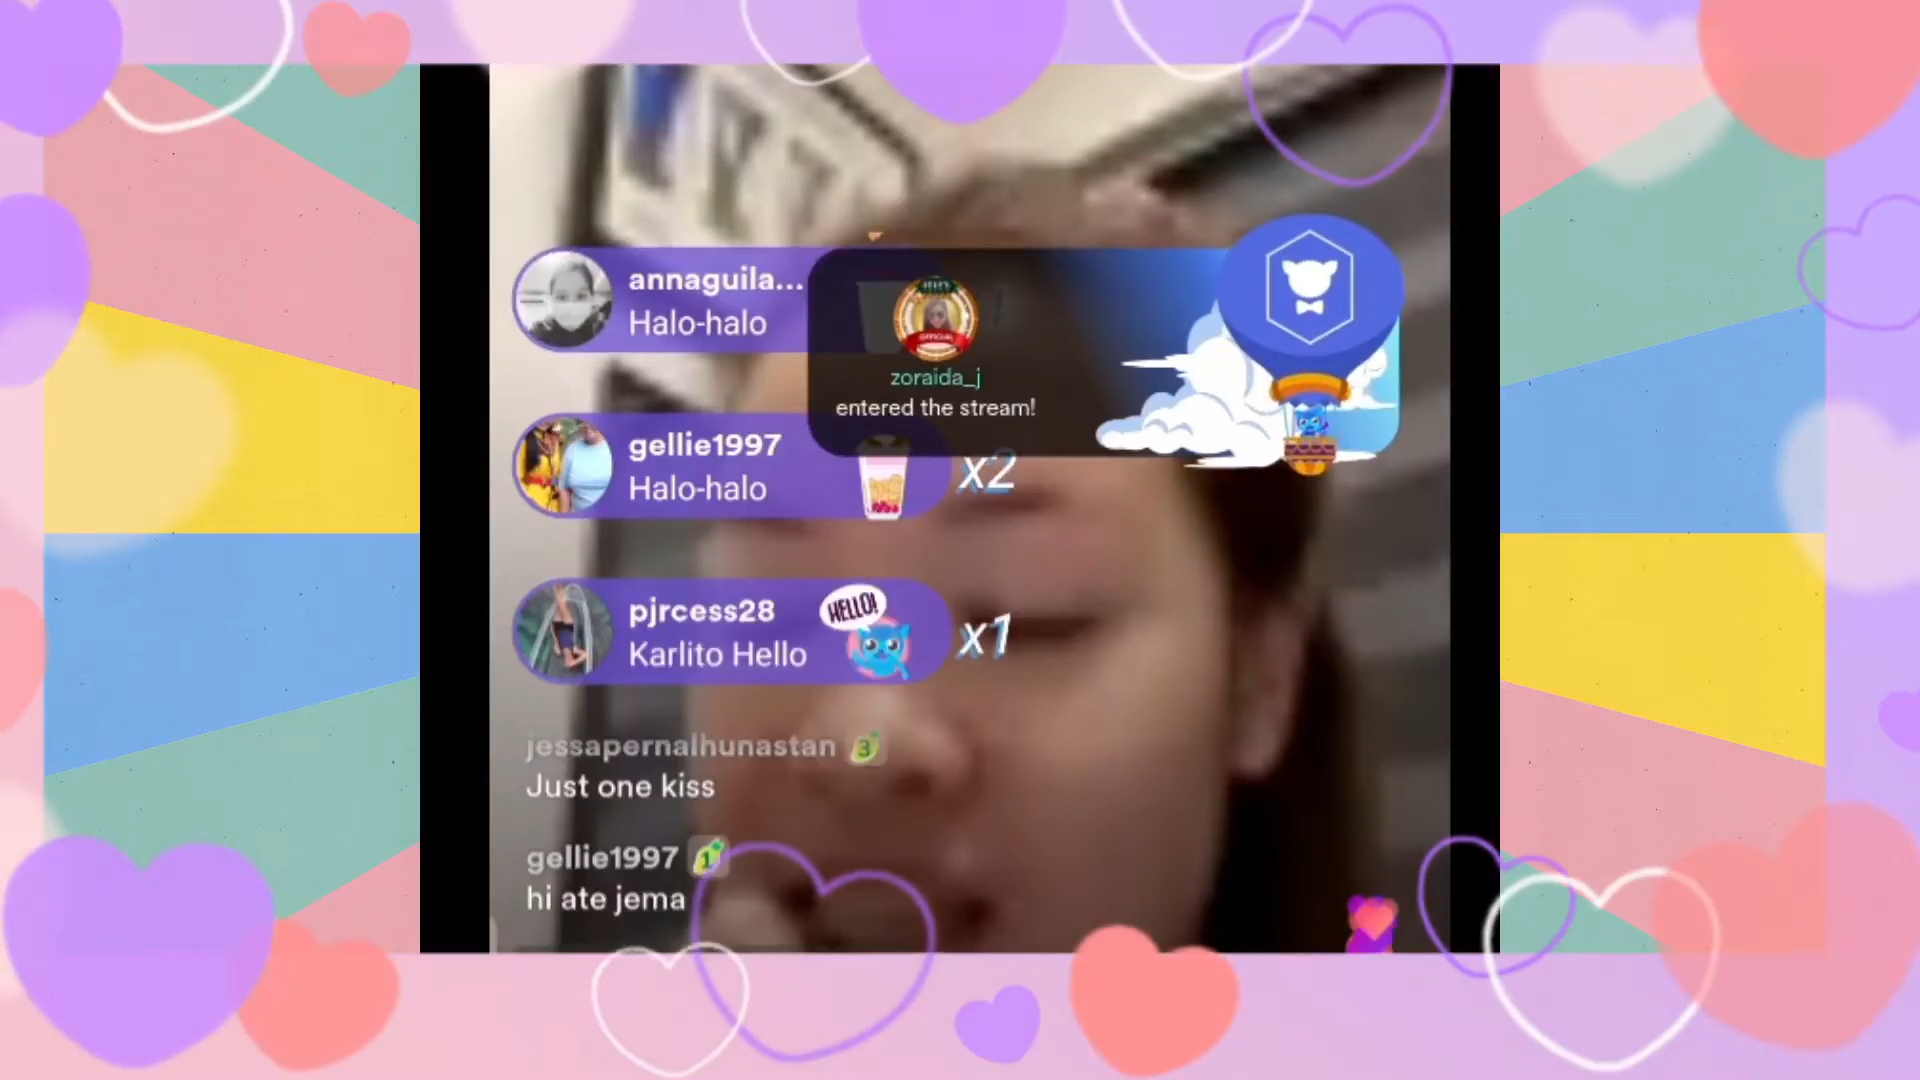 annaguila...
Halo-halo
zoraida_j
entered the stream!
gellie1997
Halo-halo
x2
pjrcess28
Karlito Hello
HELLO!
x1
jessapernalhunastan 3
Just one kiss
gellie1997 1
hi ate jema